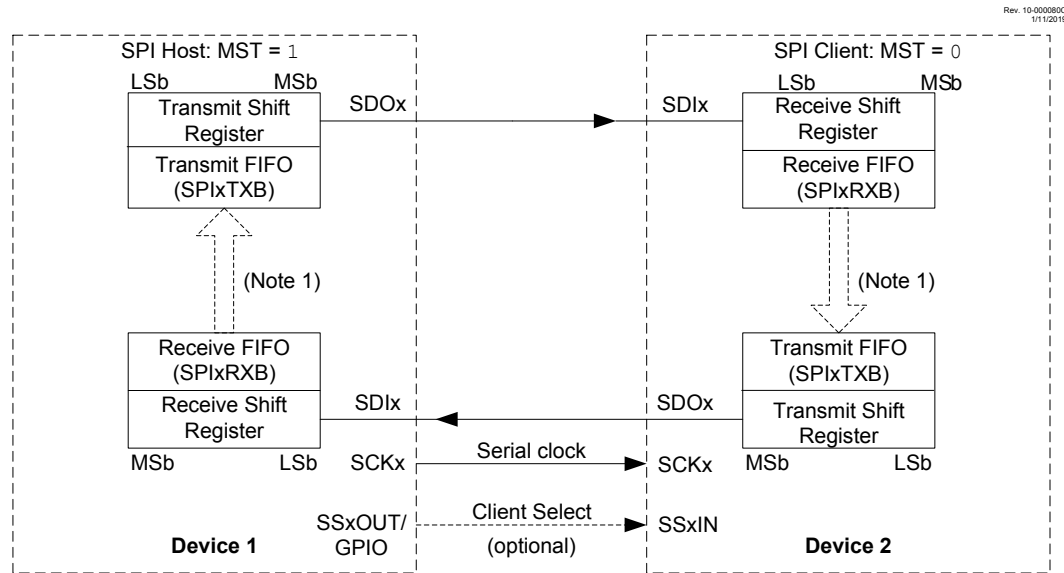 Rev. 10-000080C
1/11/2019
SPI Host: MST = 1
SPI Client: MST = 0
LSb MSb
LSb MSb
Transmit Shift
Register
SDOx
SDIx
Receive Shift
Register
Transmit FIFO
(SPIxTXB)
Receive FIFO
(SPIxRXB)
(Note 1)
(Note 1)
Receive FIFO
(SPIxRXB)
Transmit FIFO
(SPIxTXB)
Receive Shift
Register
SDIx
SDOx
Transmit Shift
Register
MSb LSb
SCKx
Serial clock
SCKx
MSb LSb
SSxOUT/
GPIO
Client Select
(optional)
SSxIN
Device 1
Device 2